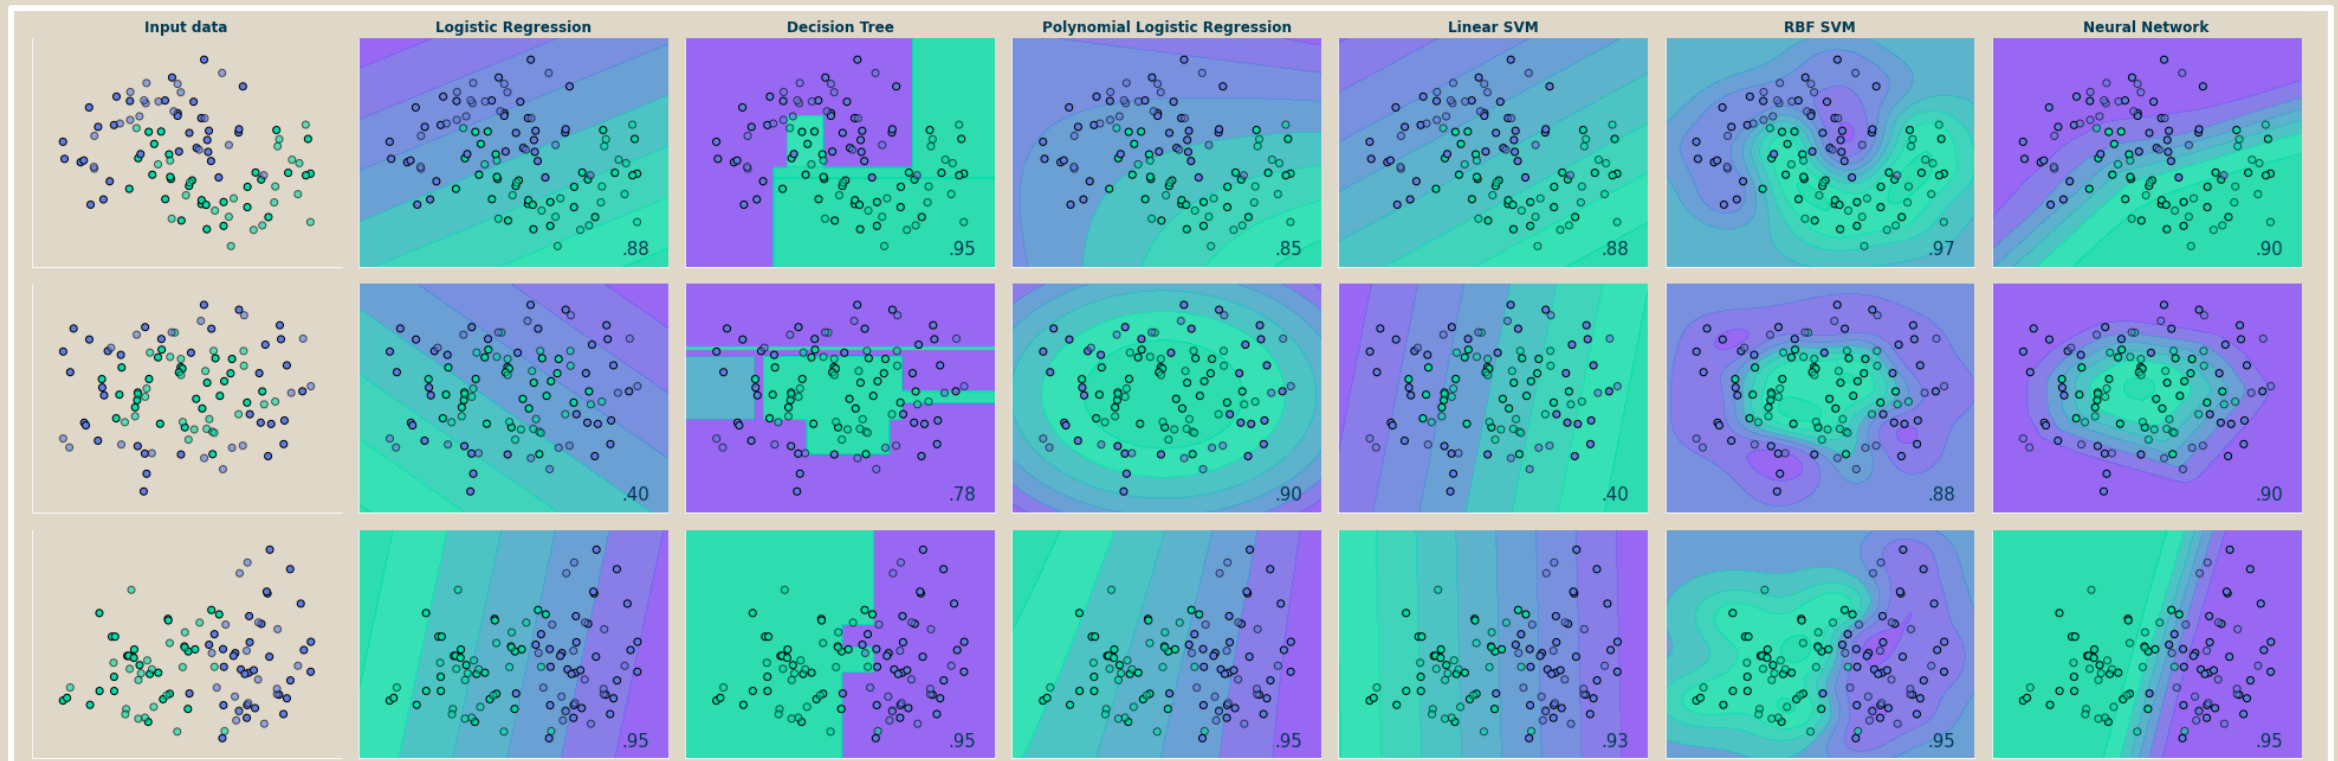 Input data
Logistic Regression
Decision Tree
Polynomial Logistic Regression
Linear SVM
RBF SVM
Neural Network
.88
.95
.85
.88
.97
.90
.40
.78
.90
.40
.88
.90
.95
.95
.95
.93
.95
.95